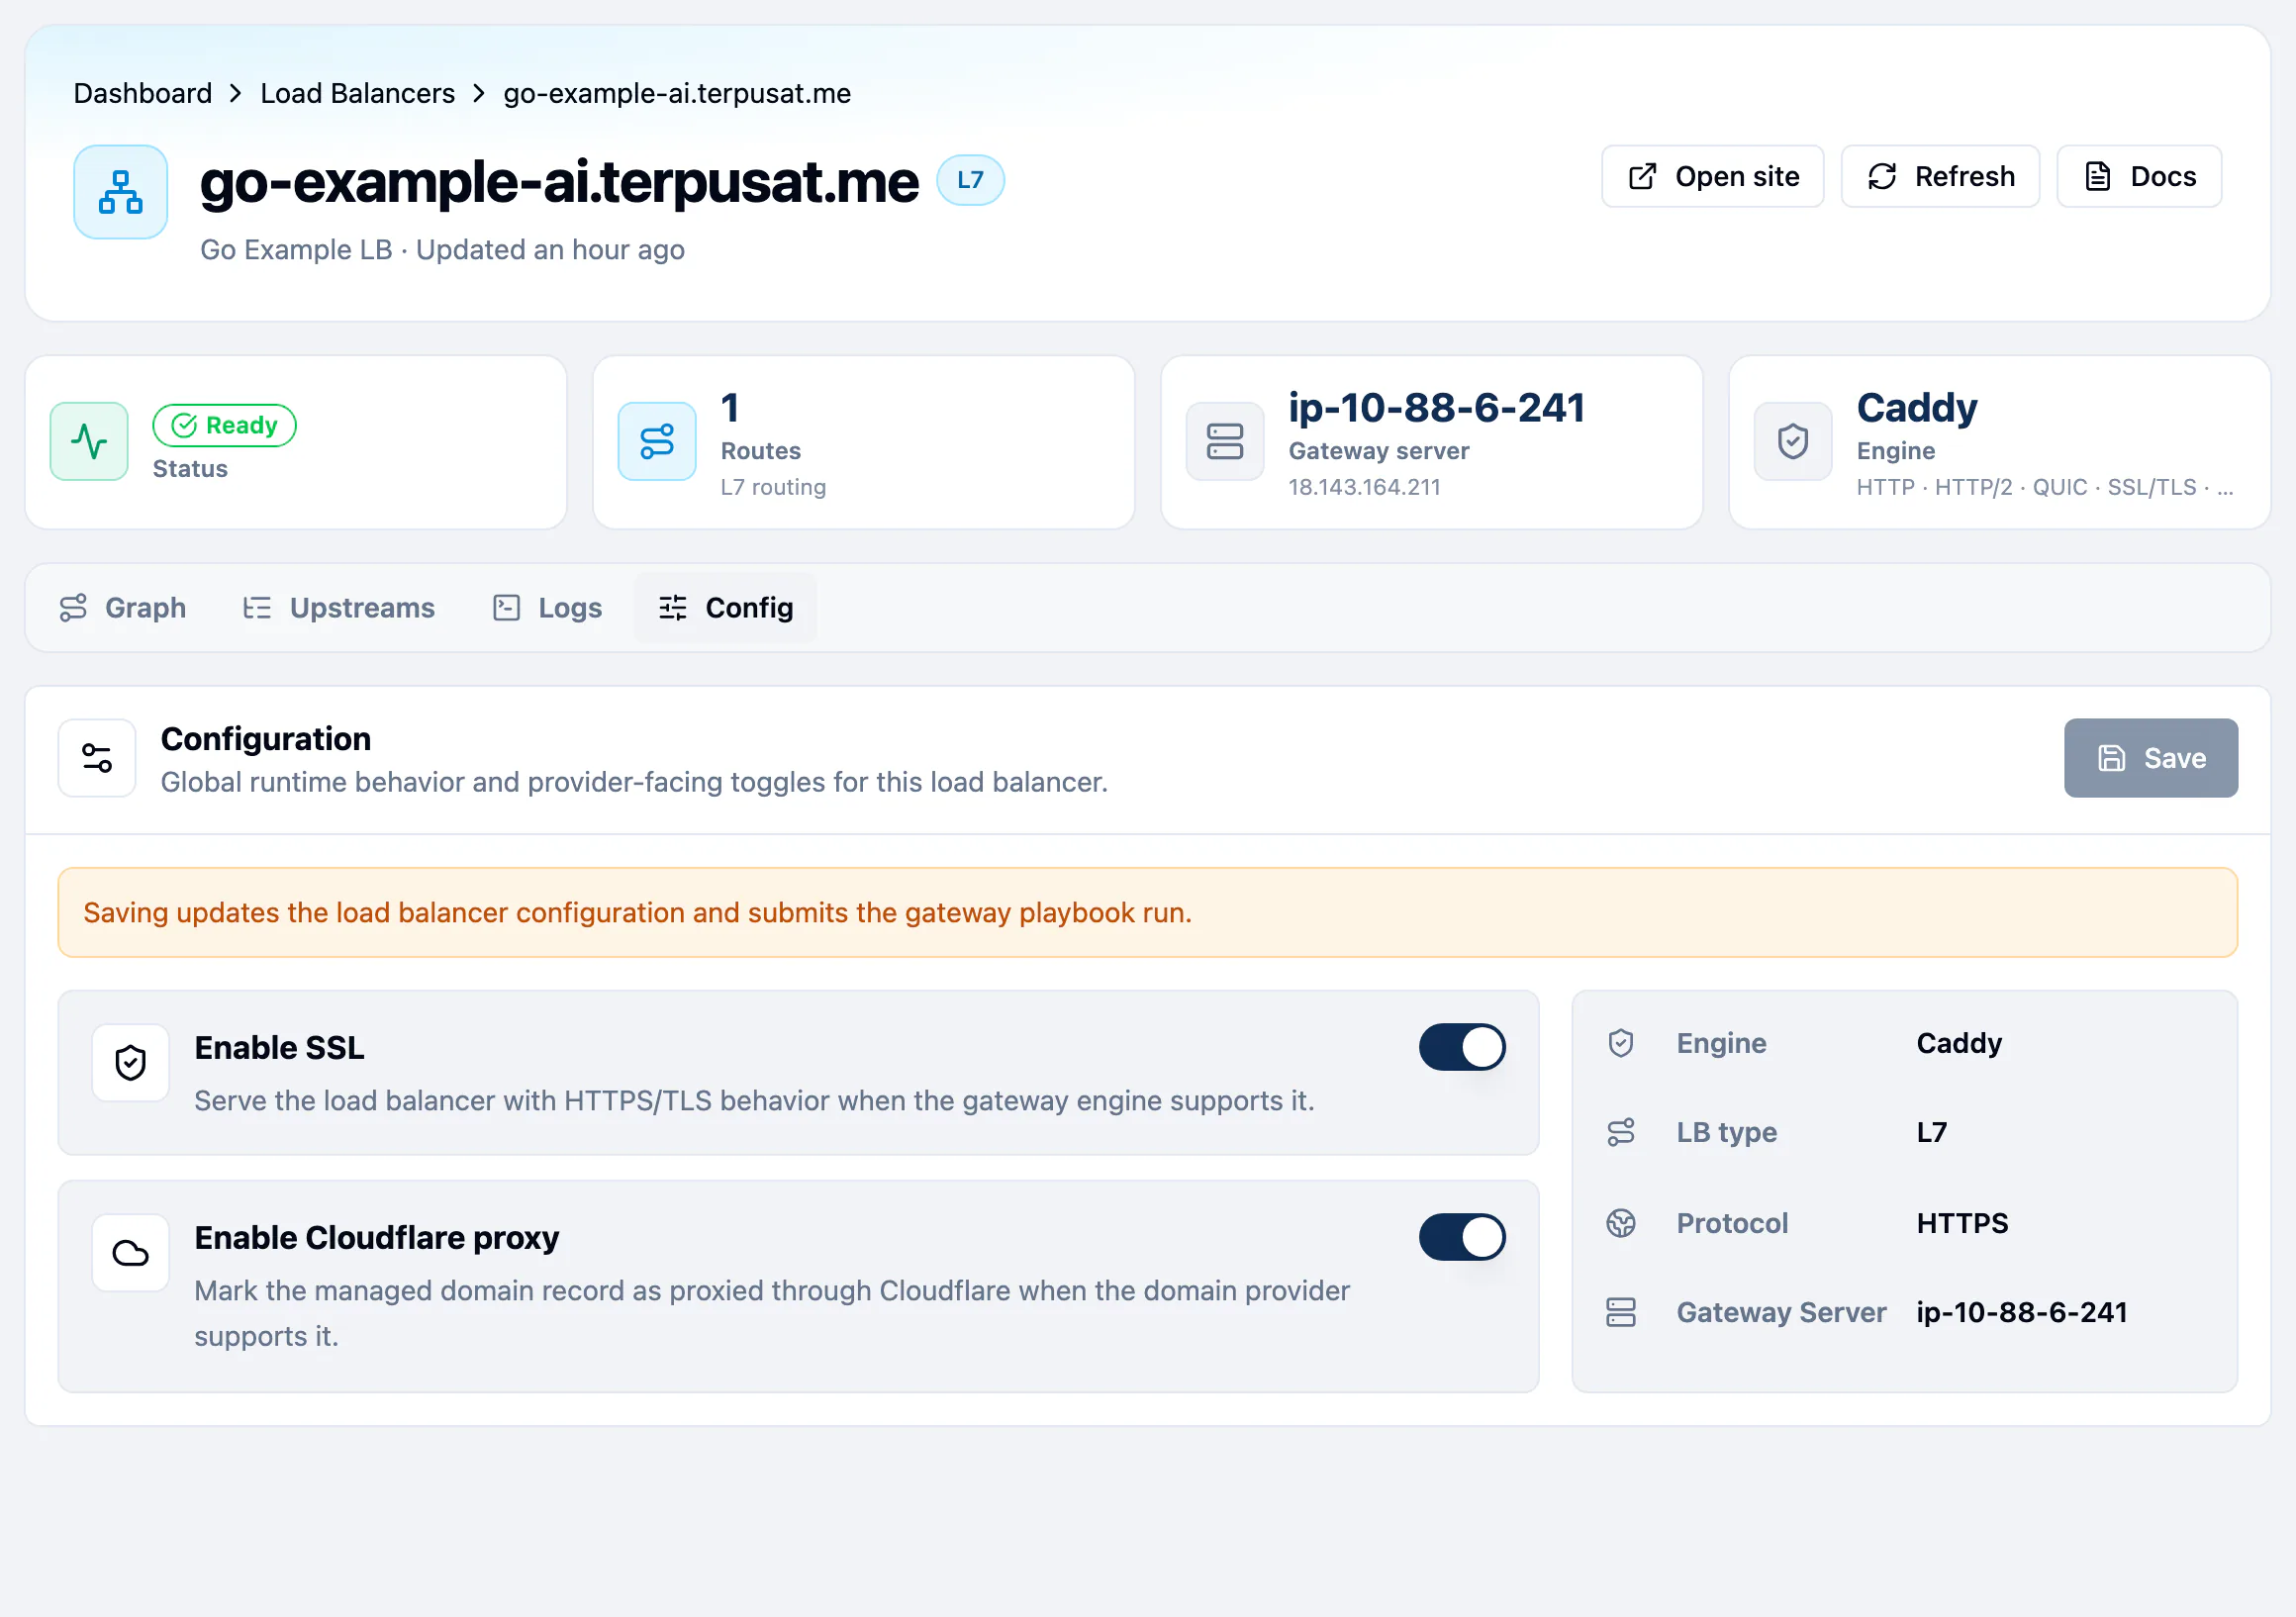 Dashboard > Load Balancers > go-example-ai.terpusat.me
go-example-ai.terpusat.me L7
Go Example LB · Updated an hour ago
Open site
Refresh
Docs
Ready
Status
1
Routes
L7 routing
ip-10-88-6-241
Gateway server
18.143.164.211
Caddy
Engine
HTTP · HTTP/2 · QUIC · SSL/TLS · ...
Graph
Upstreams
Logs
Config
Configuration
Global runtime behavior and provider-facing toggles for this load balancer.
Save
Saving updates the load balancer configuration and submits the gateway playbook run.
Enable SSL
Serve the load balancer with HTTPS/TLS behavior when the gateway engine supports it.
Enable Cloudflare proxy
Mark the managed domain record as proxied through Cloudflare when the domain provider
supports it.
Engine Caddy
LB type L7
Protocol HTTPS
Gateway Server ip-10-88-6-241